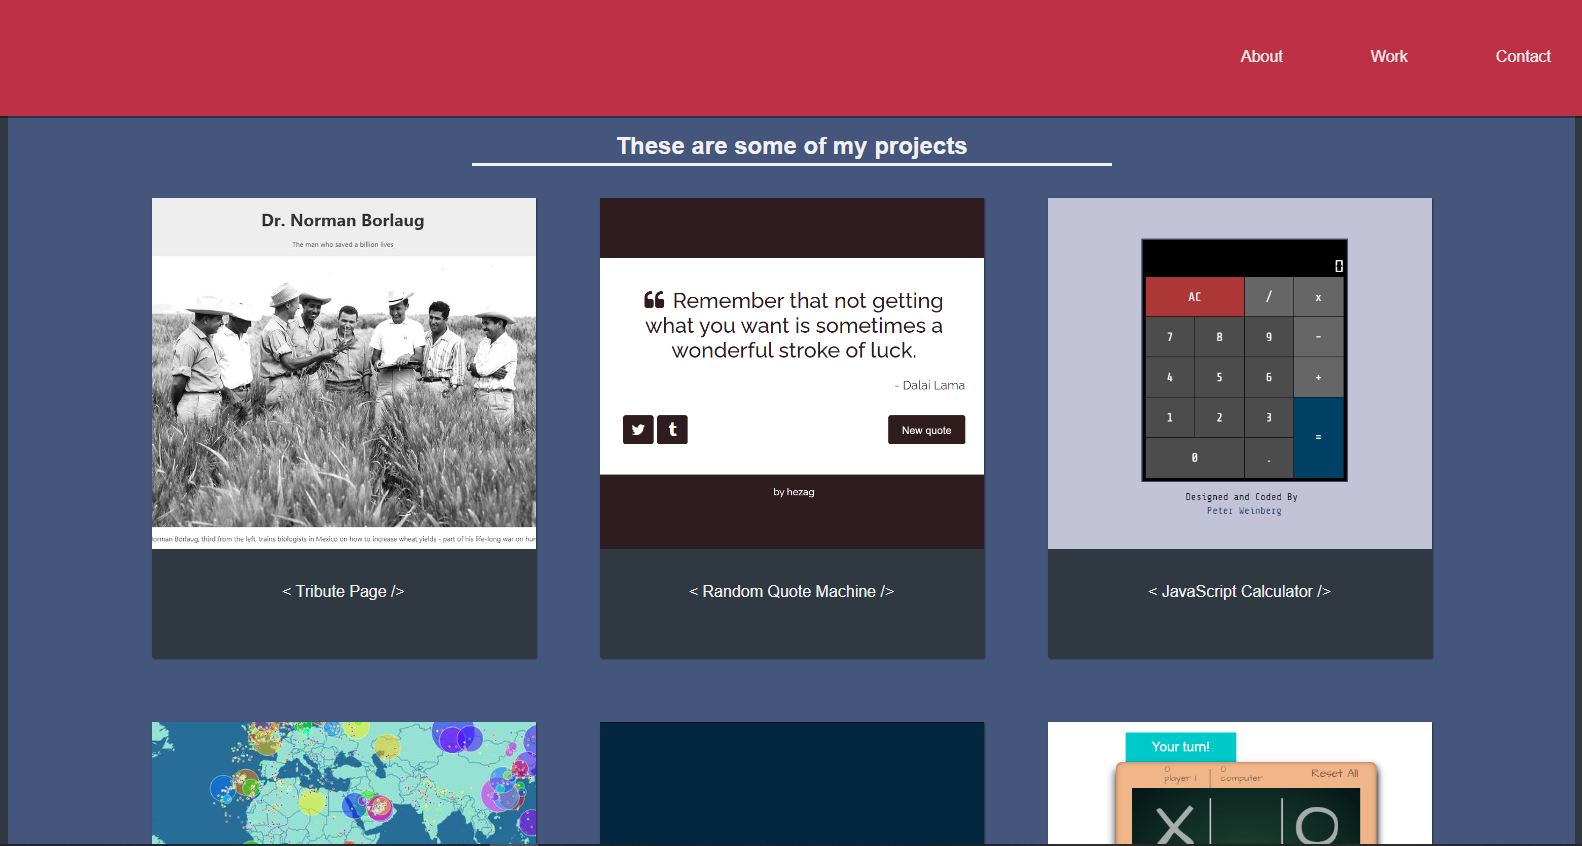 About
Work
Contact
These are some of my projects
Dr. Norman Borlaug
The man who saved a billion lives
Norman Borlaug, third from the left, trains biologists in Mexico on how to increase wheat yields - part of his life-long war on
< Tribute Page />
Remember that not getting
what you want is sometimes a
wonderful stroke of luck.
- Dalai Lama
New quote
by hezag
< Random Quote Machine />
0
AC / x
7 8 9 -
4 5 6 +
1 2 3 =
0 .
Designed and Coded By
Peter Weinberg
< JavaScript Calculator />
Your turn!
0 0
player 1 computer Reset All
X O